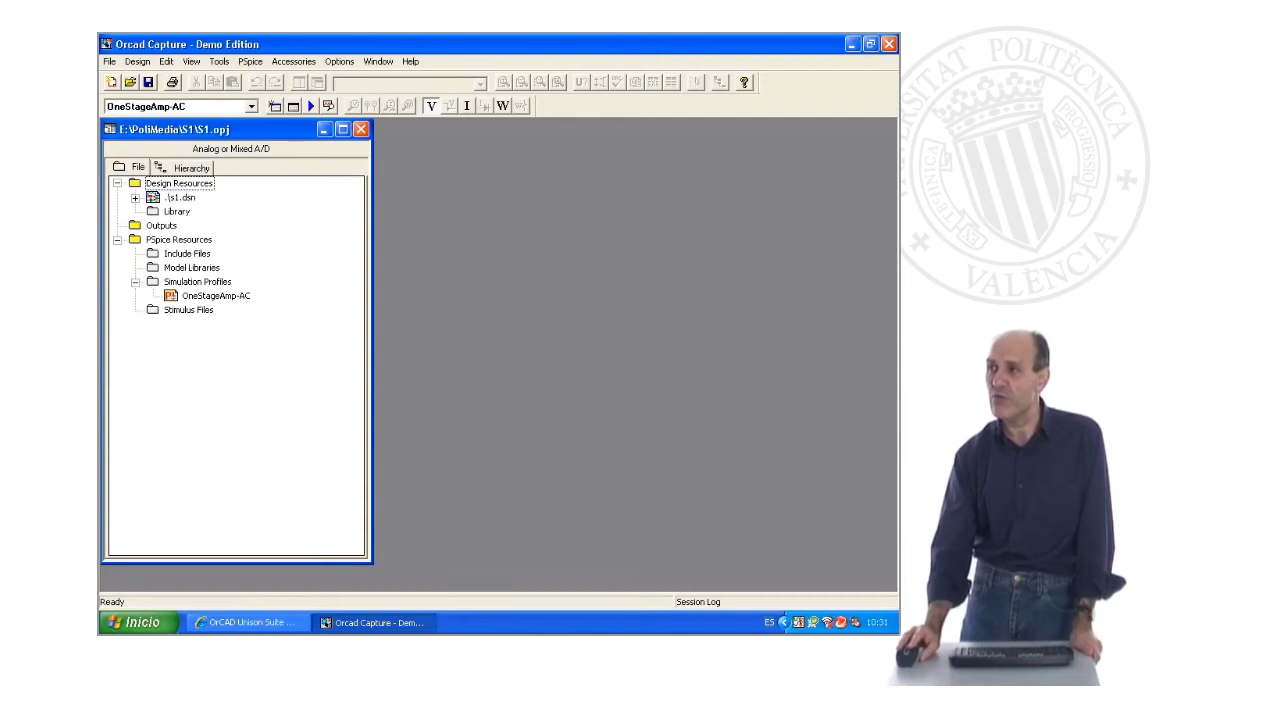 Orcad Capture - Demo Edition
File Design Edit View Tools PSpice Accessories Options Window Help
U?
OneStageAmp-AC
V I W
E:\PoliMedia\S1\S1.opj
Analog or Mixed A/D
File Hierarchy
Design Resources
.\s1.dsn
Library
Outputs
PSpice Resources
Include Files
Model Libraries
Simulation Profiles
OneStageAmp-AC
Stimulus Files
Ready Session Log
Inicio OrCAD Unison Suite ... Orcad Capture - Dem... ES 10:31
UNIVERSITAT POLITÈCNICA
VALÈNCIA